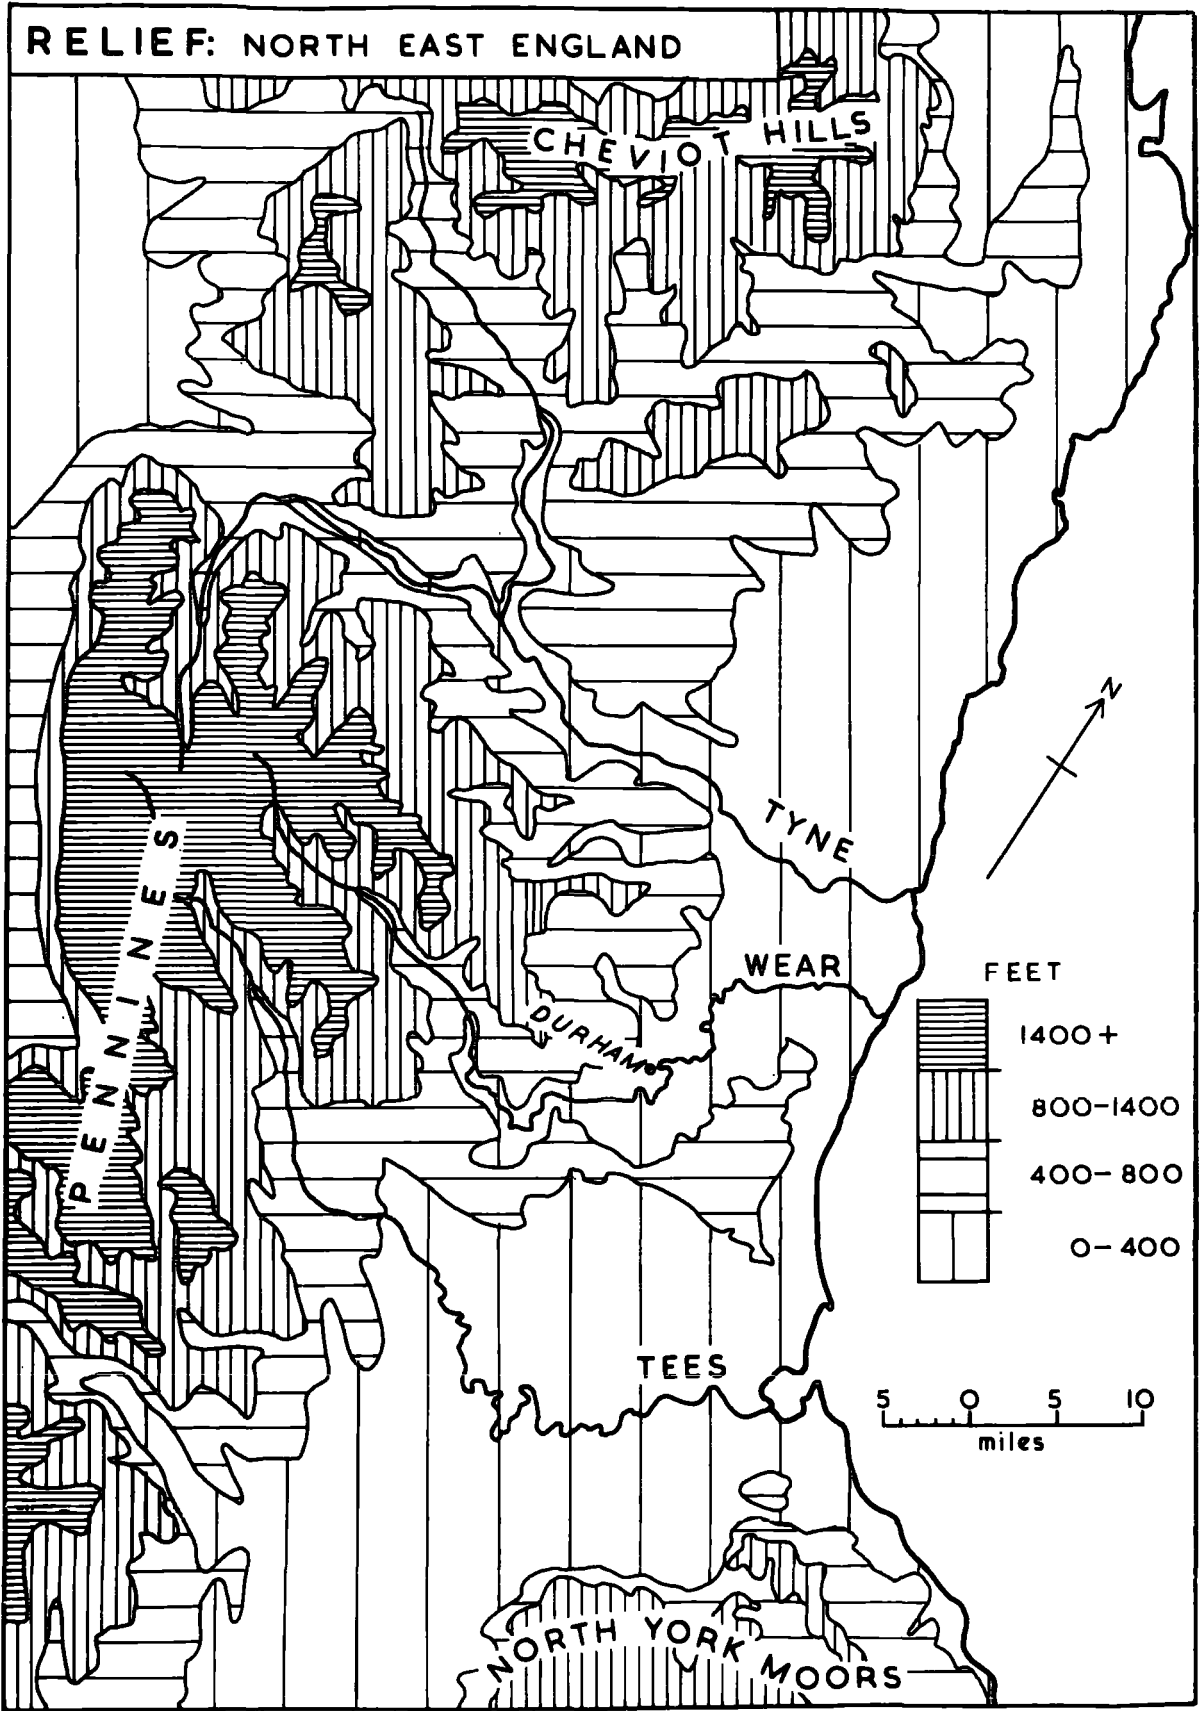 RELIEF: NORTH EAST ENGLAND
CHEVIOT HILLS
N
TYNE
PENNINES
WEAR
FEET
1400+
800-1400
400-800
0-400
DURHAM
TEES
5 0 5 10
miles
NORTH YORK MOORS